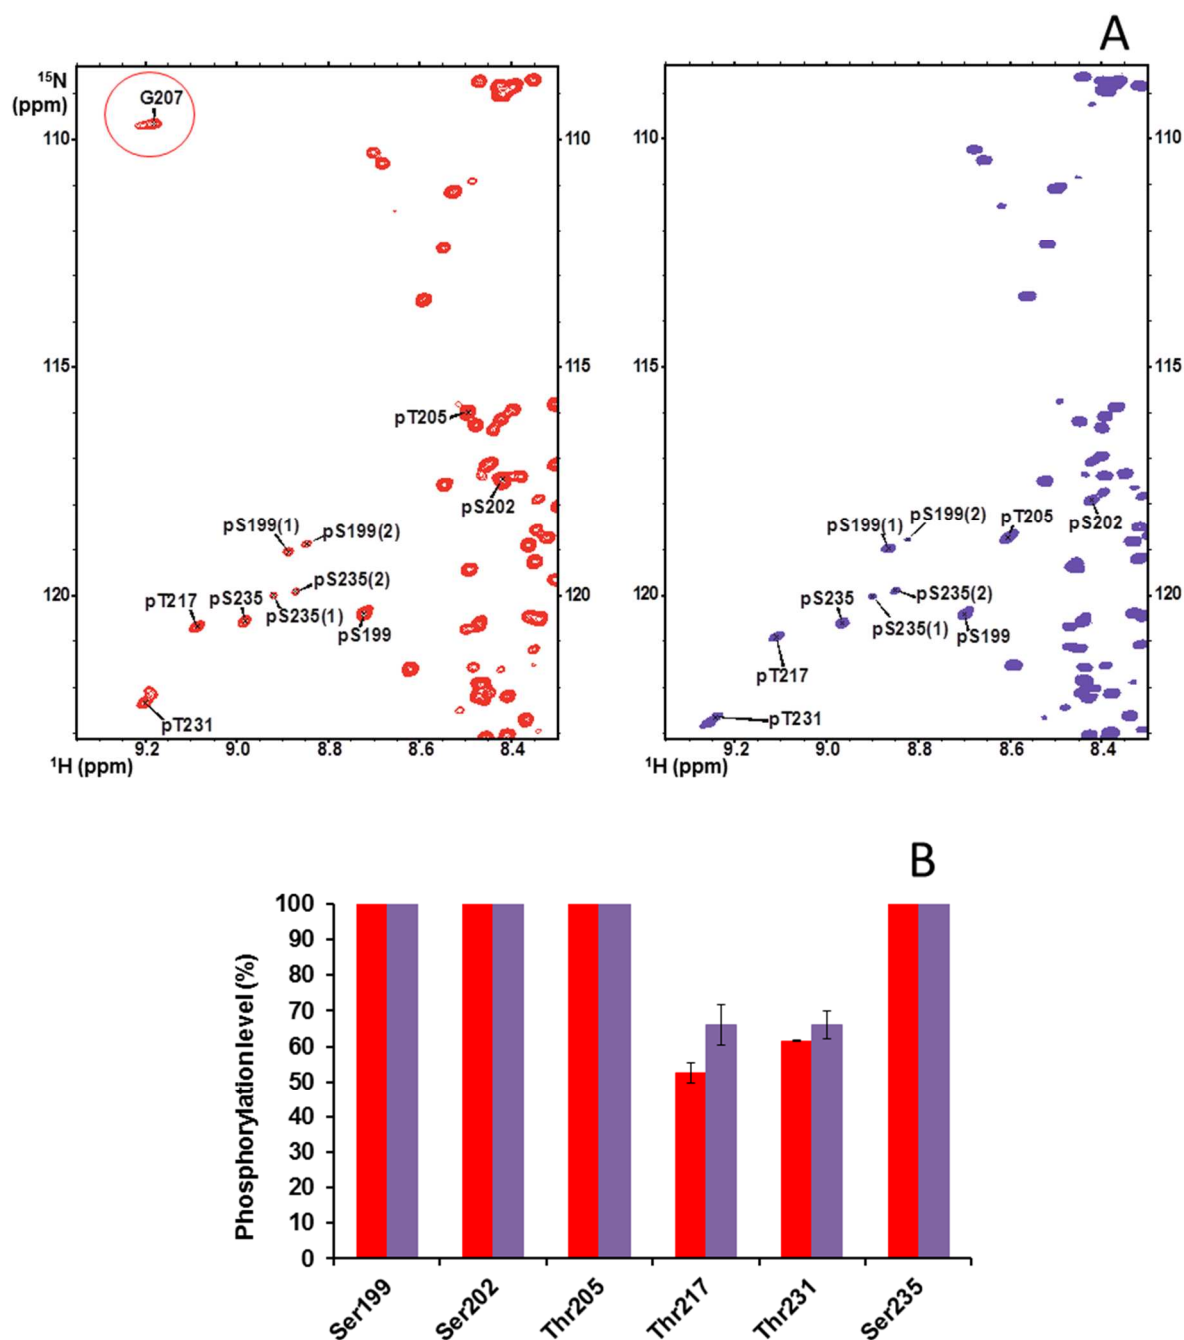 A
15N
(ppm)
G207
110
110
110
115
115
115
pT205
pS202
pS199(1)
pS199(2)
pS235(2)
pT217
pS235
pS235(1)
pS199
120
120
120
pT231
9.2
9.0
8.8
8.6
8.4
1H (ppm)
pS199(1)
pS199(2)
pT205
pS202
pS235
pS235(2)
pS235(1)
pS199
pT217
pT231
9.2
9.0
8.8
8.6
8.4
1H (ppm)
B
Phosphorylation level (%)
100
90
80
70
60
50
40
30
20
10
0
Ser199
Ser202
Thr205
Thr217
Thr231
Ser235